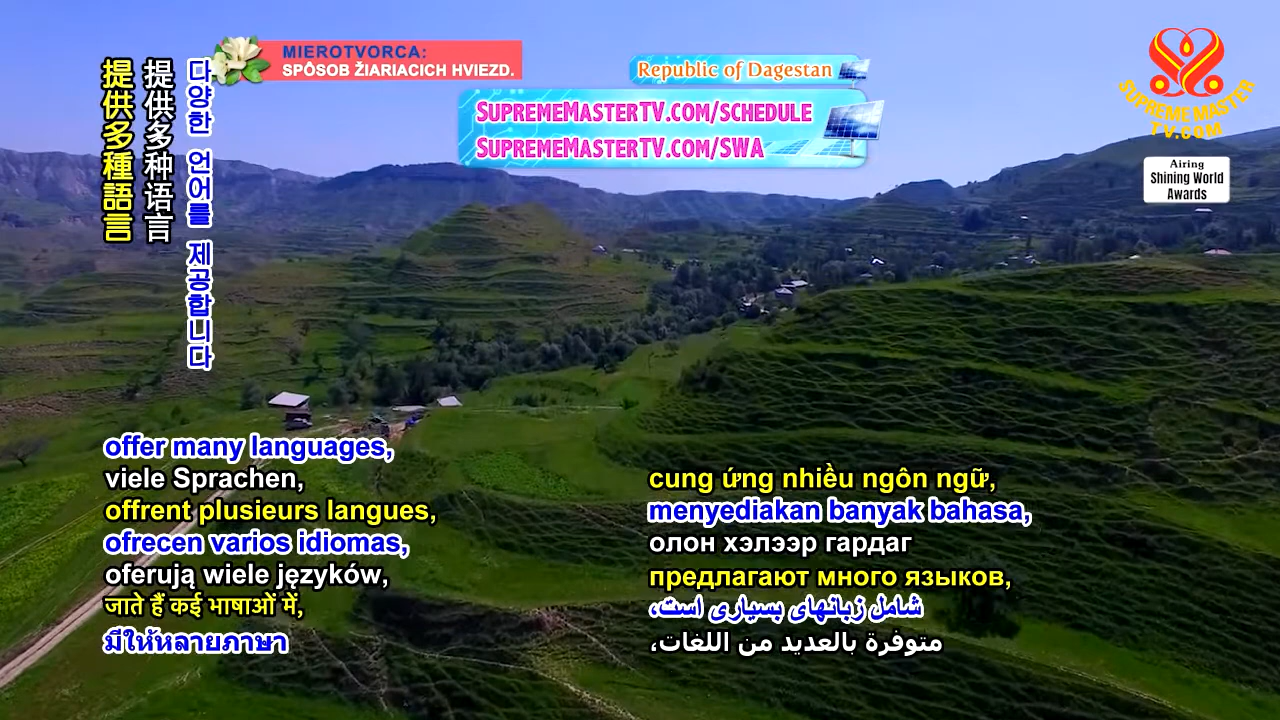 MIEROTVORCA:
SPÔSOB ŽIARIACICH HVIEZD.
Republic of Dagestan
SUPREMEMASTERTV.COM/SCHEDULE
SUPREMEMASTERTV.COM/SWA
SUPREME MASTER
TV.COM
Airing
Shining World
Awards
提供多種語言
提供多种语言
다양한 언어를 제공합니다
offer many languages,
viele Sprachen,
offrent plusieurs langues,
ofrecen varios idiomas,
oferują wiele języków,
जाते हैं कई भाषाओं में,
มีให้หลายภาษา
cung ứng nhiều ngôn ngữ,
menyediakan banyak bahasa,
олон хэлээр гардаг
предлагают много языков,
شامل زبانهای بسیاری است،
متوفرة بالعديد من اللغات،